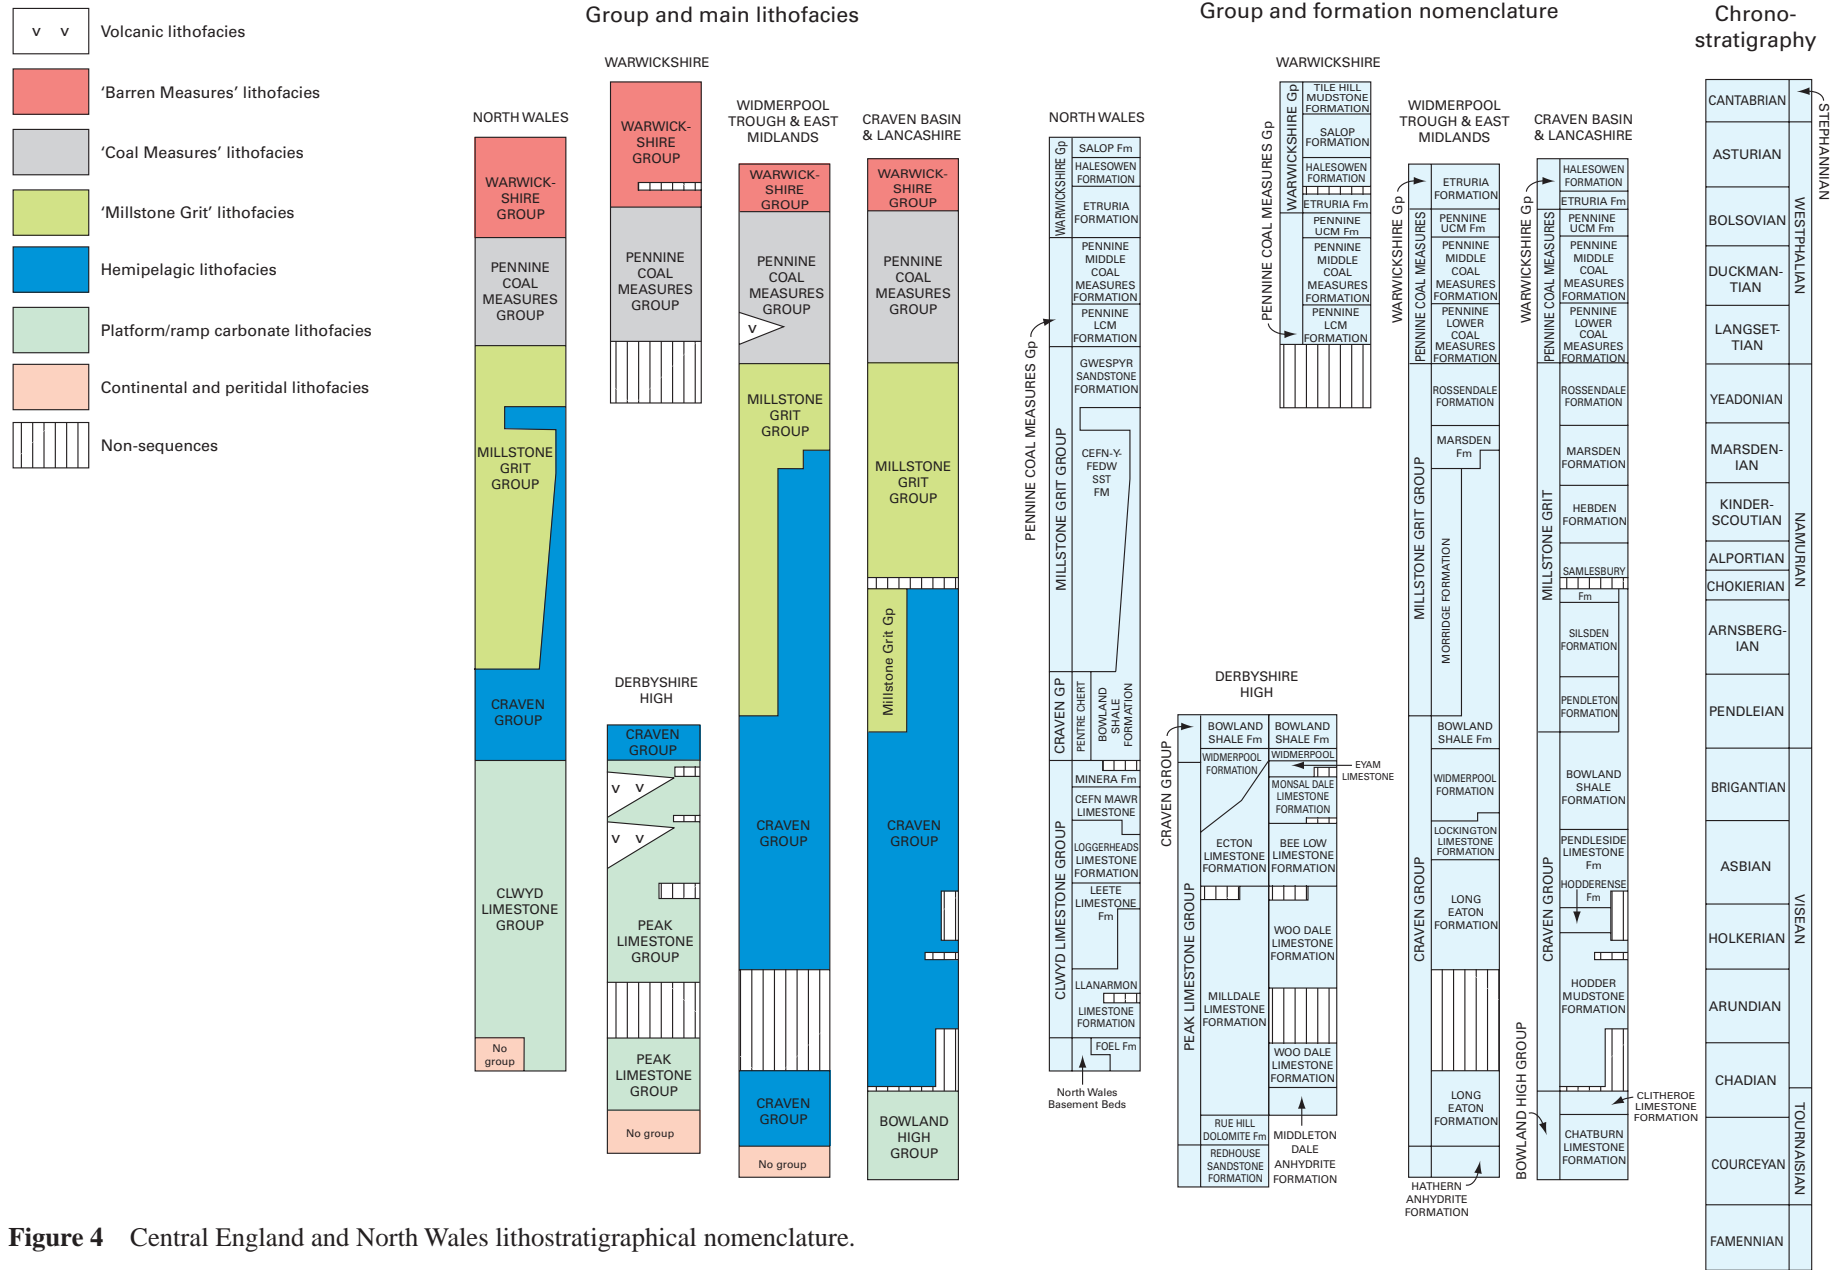 Group and main lithofacies
Group and formation nomenclature
Chrono-
stratigraphy
v v
Volcanic lithofacies
'Barren Measures' lithofacies
'Coal Measures' lithofacies
'Millstone Grit' lithofacies
Hemipelagic lithofacies
Platform/ramp carbonate lithofacies
Continental and peritidal lithofacies
Non-sequences
NORTH WALES
WARWICK-
SHIRE
GROUP
PENNINE
COAL
MEASURES
GROUP
MILLSTONE
GRIT
GROUP
CRAVEN
GROUP
CLWYD
LIMESTONE
GROUP
No
group
WARWICKSHIRE
WARWICK-
SHIRE
GROUP
PENNINE
COAL
MEASURES
GROUP
DERBYSHIRE
HIGH
CRAVEN
GROUP
v v
v v
PEAK
LIMESTONE
GROUP
PEAK
LIMESTONE
GROUP
No group
WIDMERPOOL
TROUGH & EAST
MIDLANDS
WARWICK-
SHIRE
GROUP
PENNINE
COAL
MEASURES
GROUP
v
MILLSTONE
GRIT
GROUP
CRAVEN
GROUP
CRAVEN
GROUP
No group
CRAVEN BASIN
& LANCASHIRE
WARWICK-
SHIRE
GROUP
PENNINE
COAL
MEASURES
GROUP
MILLSTONE
GRIT
GROUP
Millstone Grit Gp
CRAVEN
GROUP
BOWLAND
HIGH
GROUP
NORTH WALES
WARWICKSHIRE Gp
PENNINE COAL MEASURES Gp
MILLSTONE GRIT GROUP
CRAVEN GP
CLWYD LIMESTONE GROUP
SALOP Fm
HALESOWEN
FORMATION
ETRURIA
FORMATION
PENNINE
MIDDLE
COAL
MEASURES
FORMATION
PENNINE
LCM
FORMATION
GWESPYR
SANDSTONE
FORMATION
CEFN-Y-
FEDW
SST
FM
PENTRE CHERT
BOWLAND
SHALE
FORMATION
MINERA Fm
CEFN MAWR
LIMESTONE
LOGGERHEADS
LIMESTONE
FORMATION
LEETE
LIMESTONE
Fm
LLANARMON
LIMESTONE
FORMATION
FOEL Fm
North Wales
Basement Beds
WARWICKSHIRE
WARWICKSHIRE Gp
PENNINE COAL MEASURES Gp
TILE HILL
MUDSTONE
FORMATION
SALOP
FORMATION
HALESOWEN
FORMATION
ETRURIA Fm
PENNINE
UCM Fm
PENNINE
MIDDLE
COAL
MEASURES
FORMATION
PENNINE
LCM
FORMATION
DERBYSHIRE
HIGH
CRAVEN GROUP
PEAK LIMESTONE GROUP
BOWLAND
SHALE Fm
WIDMERPOOL
FORMATION
ECTON
LIMESTONE
FORMATION
MILLDALE
LIMESTONE
FORMATION
RUE HILL
DOLOMITE Fm
REDHOUSE
SANDSTONE
FORMATION
BOWLAND
SHALE Fm
WIDMERPOOL
EYAM
LIMESTONE
MONSAL DALE
LIMESTONE
FORMATION
BEE LOW
LIMESTONE
FORMATION
WOO DALE
LIMESTONE
FORMATION
WOO DALE
LIMESTONE
FORMATION
MIDDLETON
DALE
ANHYDRITE
FORMATION
WIDMERPOOL
TROUGH & EAST
MIDLANDS
WARWICKSHIRE Gp
PENNINE COAL MEASURES
MILLSTONE GRIT GROUP
CRAVEN GROUP
ETRURIA
FORMATION
PENNINE
UCM Fm
PENNINE
MIDDLE
COAL
MEASURES
FORMATION
PENNINE
LOWER
COAL
MEASURES
FORMATION
ROSSENDALE
FORMATION
MARSDEN
Fm
MORRIDGE FORMATION
BOWLAND
SHALE Fm
WIDMERPOOL
FORMATION
LOCKINGTON
LIMESTONE
FORMATION
LONG
EATON
FORMATION
LONG
EATON
FORMATION
HATHERN
ANHYDRITE
FORMATION
CRAVEN BASIN
& LANCASHIRE
WARWICKSHIRE Gp
PENNINE COAL MEASURES
MILLSTONE GRIT
CRAVEN GROUP
BOWLAND HIGH GROUP
HALESOWEN
FORMATION
ETRURIA Fm
PENNINE
UCM Fm
PENNINE
MIDDLE
COAL
MEASURES
FORMATION
PENNINE
LOWER
COAL
MEASURES
FORMATION
ROSSENDALE
FORMATION
MARSDEN
FORMATION
HEBDEN
FORMATION
SAMLESBURY
Fm
SILSDEN
FORMATION
PENDLETON
FORMATION
BOWLAND
SHALE
FORMATION
PENDLESIDE
LIMESTONE
Fm
HODDERENSE
Fm
HODDER
MUDSTONE
FORMATION
CLITHEROE
LIMESTONE
FORMATION
CHATBURN
LIMESTONE
FORMATION
CANTABRIAN
ASTURIAN
BOLSOVIAN
DUCKMAN-
TIAN
LANGSET-
TIAN
YEADONIAN
MARSDEN-
IAN
KINDER-
SCOUTIAN
ALPORTIAN
CHOKIERIAN
ARNSBERG-
IAN
PENDLEIAN
BRIGANTIAN
ASBIAN
HOLKERIAN
ARUNDIAN
CHADIAN
COURCEYAN
FAMENNIAN
STEPHANNIAN
WESTPHALIAN
NAMURIAN
VISEAN
TOURNAISIAN
Figure 4 Central England and North Wales lithostratigraphical nomenclature.